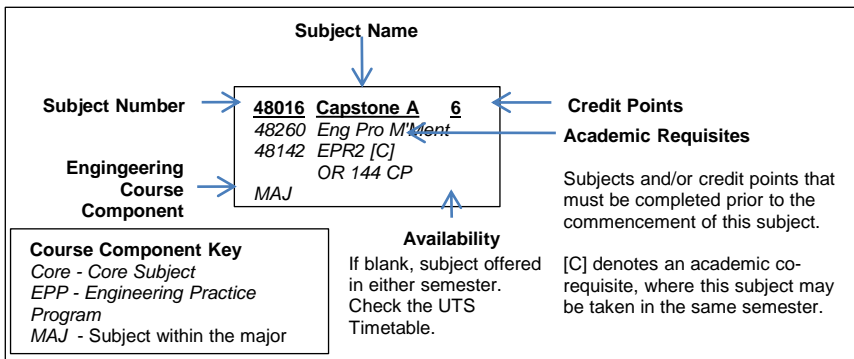 Subject Name
Subject Number
48016 Capstone A 6
48260 Eng Pro M'Ment
48142 EPR2 [C]
OR 144 CP
MAJ
Credit Points
Academic Requisites
Engingeering
Course
Component
Subjects and/or credit points that
must be completed prior to the
commencement of this subject.
[C] denotes an academic co-
requisite, where this subject may
be taken in the same semester.
Availability
If blank, subject offered
in either semester.
Check the UTS
Timetable.
Course Component Key
Core - Core Subject
EPP - Engineering Practice
Program
MAJ - Subject within the major